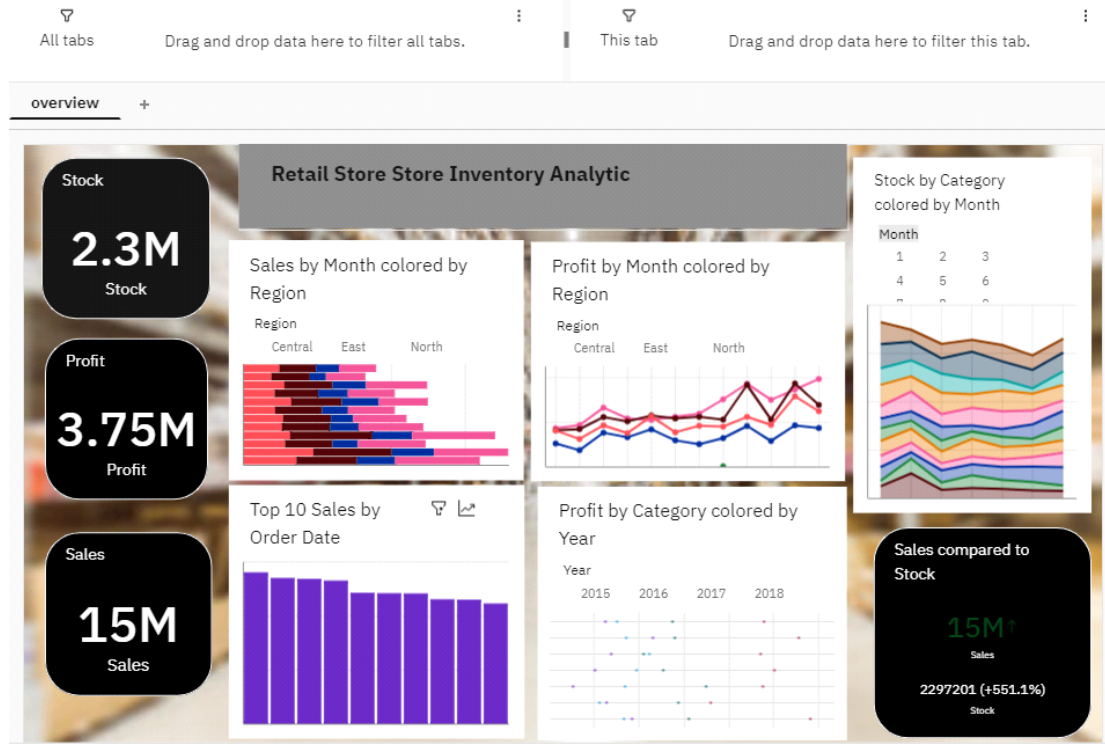 All tabs
Drag and drop data here to filter all tabs.
This tab
Drag and drop data here to filter this tab.
overview
+
Stock
2.3M
Stock
Profit
3.75M
Profit
Sales
15M
Sales
Retail Store Store Inventory Analytic
Sales by Month colored by
Region
Region
Central East North
Profit by Month colored by
Region
Region
Central East North
Top 10 Sales by
Order Date
Profit by Category colored by
Year
Year
2015 2016 2017 2018
Stock by Category
colored by Month
Month
1 2 3
4 5 6
Sales compared to
Stock
15M↑
Sales
2297201 (+551.1%)
Stock